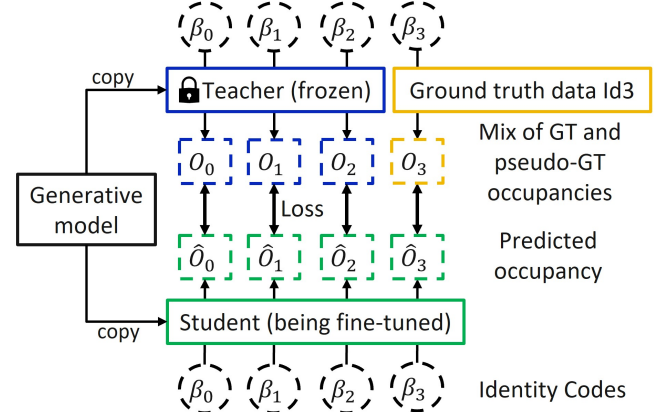 β₀ β₁ β₂ β₃
copy
Teacher (frozen)
Ground truth data Id3
O₀ O₁ O₂ O₃
Mix of GT and
pseudo-GT
occupancies
Generative
model
Loss
Ô₀ Ô₁ Ô₂ Ô₃
Predicted
occupancy
copy
Student (being fine-tuned)
β₀ β₁ β₂ β₃
Identity Codes